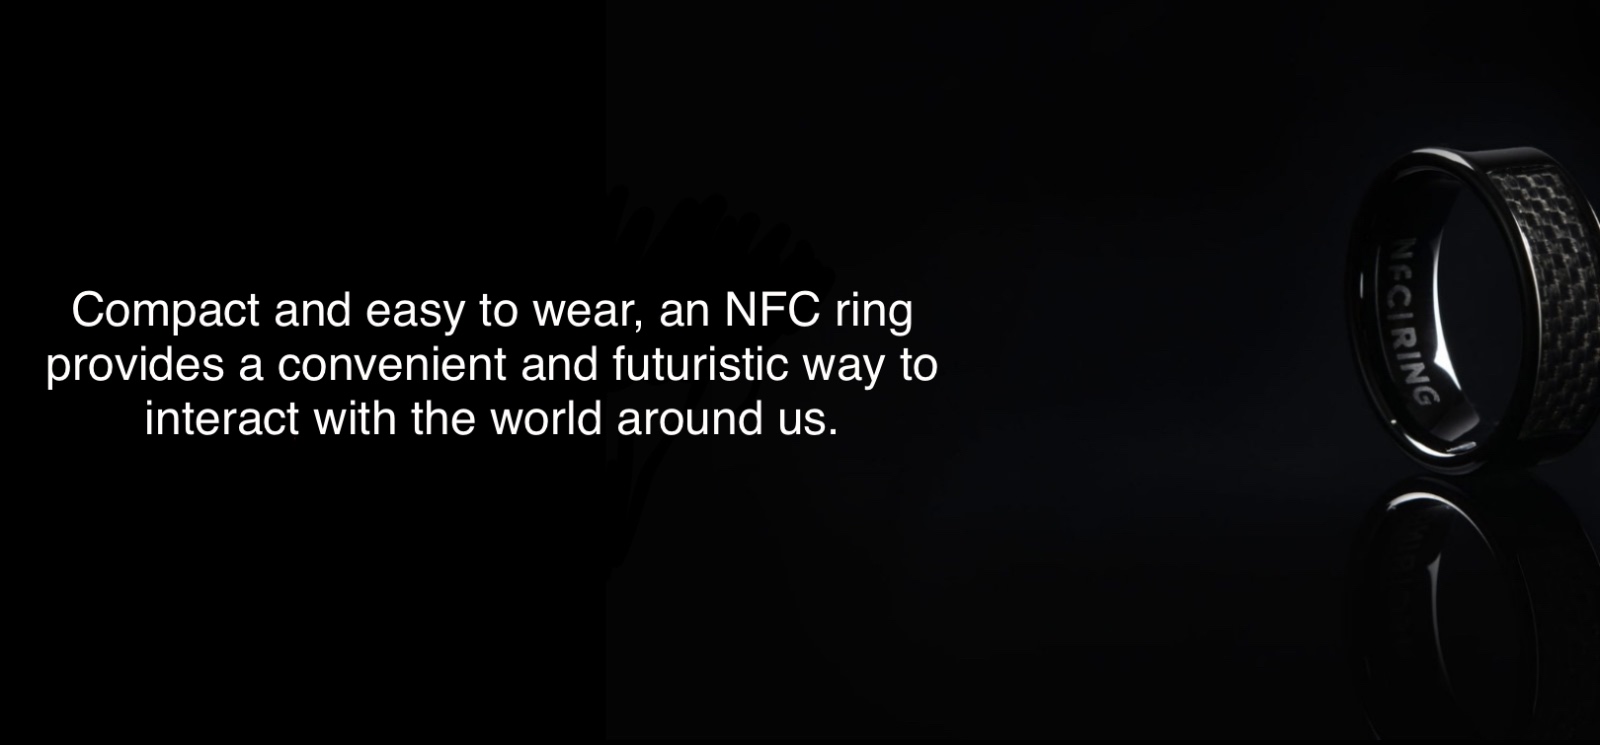 Compact and easy to wear, an NFC ring
provides a convenient and futuristic way to
interact with the world around us.
NFC RING